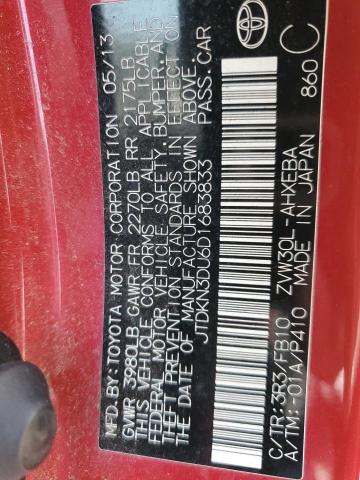 MFD. BY: TOYOTA MOTOR CORPORATION 05/13
GVWR 3980LB GAWR FR 2270LB RR 2175LB
THIS VEHICLE CONFORMS TO ALL APPLICABLE
FEDERAL MOTOR VEHICLE SAFETY, BUMPER, AND
THEFT PREVENTION STANDARDS IN EFFECT ON
THE DATE OF MANUFACTURE SHOWN ABOVE.
JTDKN3DU6D1683833 PASS. CAR
C/TR: 3R3/FB10 ZVW30L-AHXEBA
A/TM: -01A/P410 MADE IN JAPAN 860 C